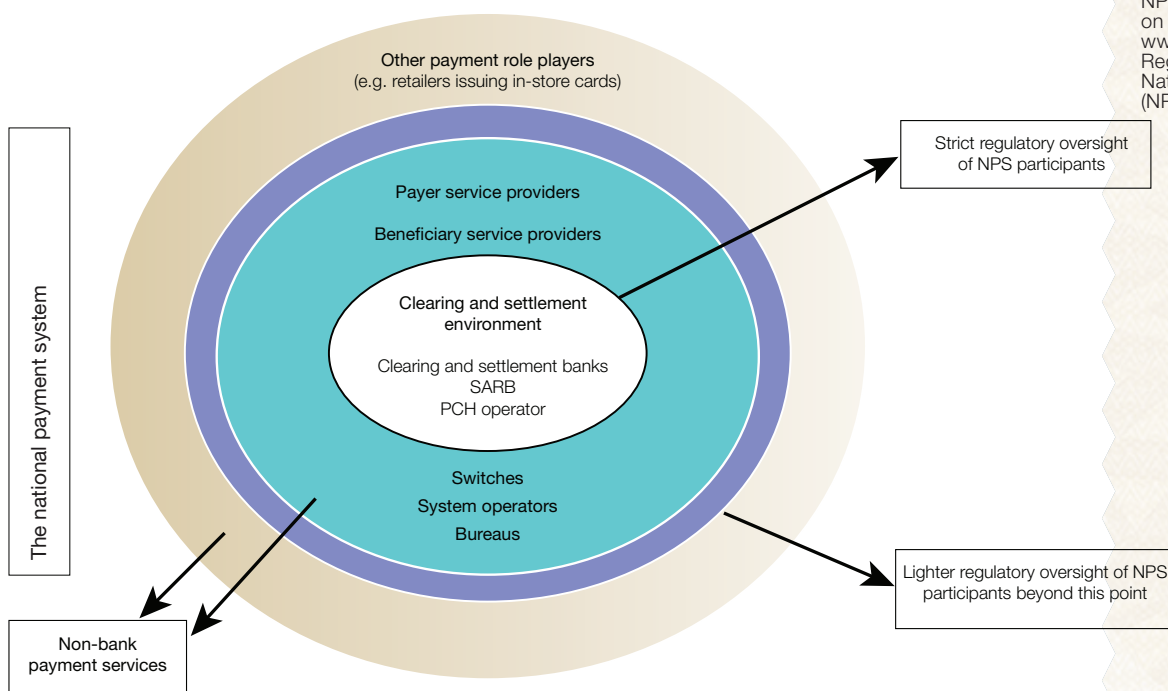 NP
on
ww
Reg
Nat
(NP
Other payment role players
(e.g. retailers issuing in-store cards)
Strict regulatory oversight
of NPS participants
Payer service providers
Beneficiary service providers
Clearing and settlement
environment
Clearing and settlement banks
SARB
PCH operator
Switches
System operators
Bureaus
The national payment system
Lighter regulatory oversight of NPS
participants beyond this point
Non-bank
payment services